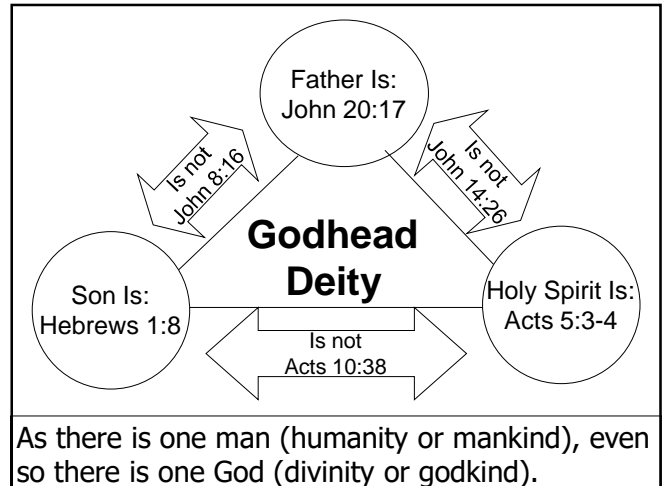 Father Is:
John 20:17
Is not
John 8:16
Is not
John 14:26
Godhead
Deity
Son Is:
Hebrews 1:8
Holy Spirit Is:
Acts 5:3-4
Is not
Acts 10:38
As there is one man (humanity or mankind), even
so there is one God (divinity or godkind).